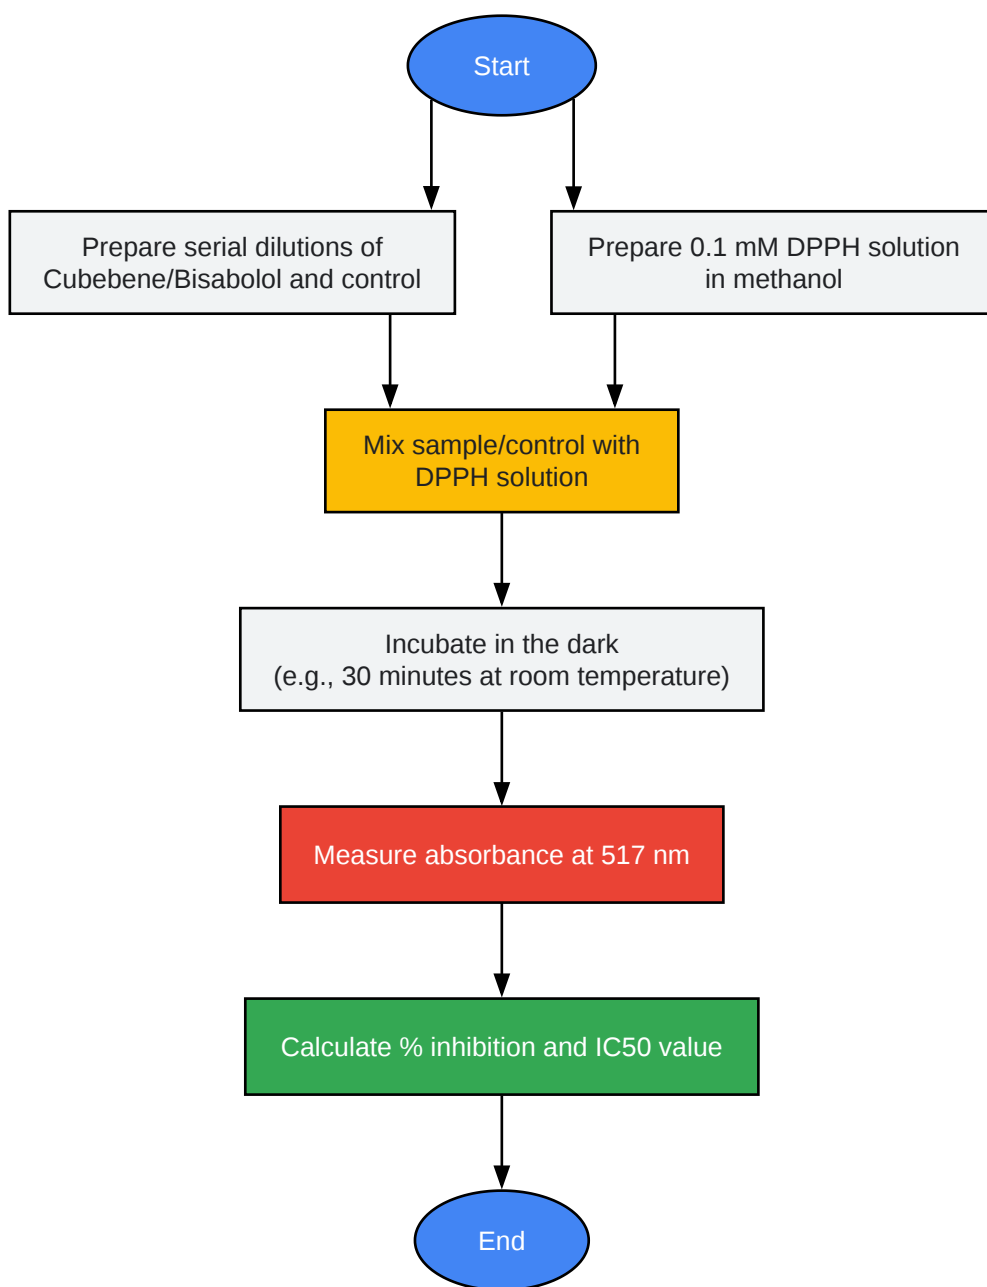 Start
Prepare serial dilutions of
Cubebene/Bisabolol and control
Prepare 0.1 mM DPPH solution
in methanol
Mix sample/control with
DPPH solution
Incubate in the dark
(e.g., 30 minutes at room temperature)
Measure absorbance at 517 nm
Calculate % inhibition and IC50 value
End